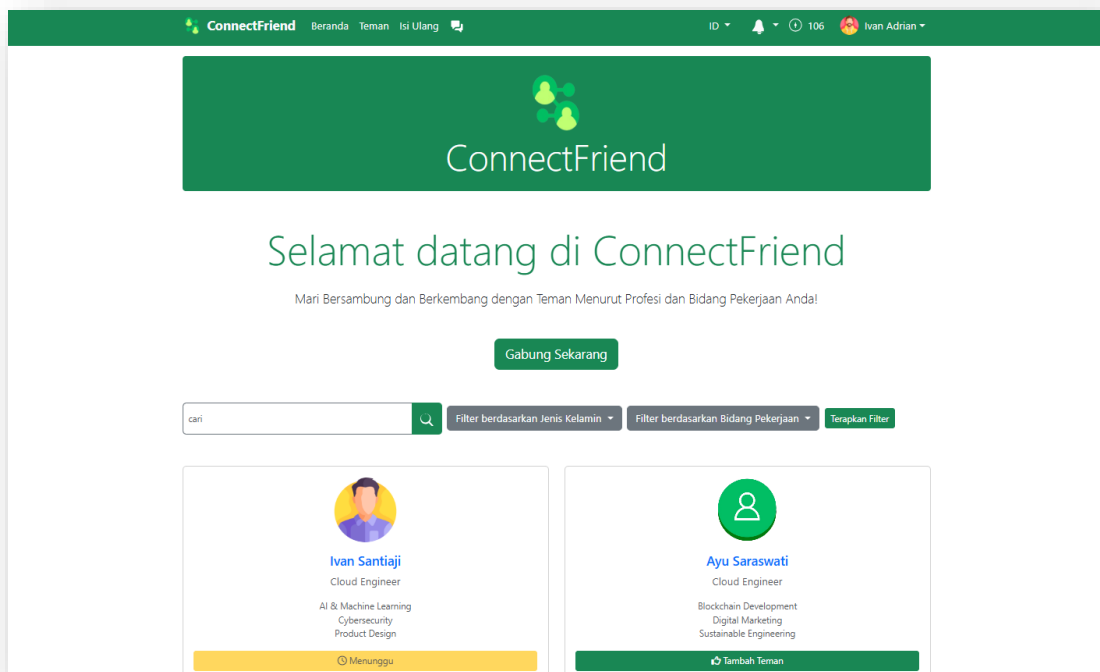 ConnectFriend Beranda Teman Isi Ulang ID 106 Ivan Adrian
ConnectFriend
Selamat datang di ConnectFriend
Mari Bersambung dan Berkembang dengan Teman Menurut Profesi dan Bidang Pekerjaan Anda!
Gabung Sekarang
cari Filter berdasarkan Jenis Kelamin Filter berdasarkan Bidang Pekerjaan Terapkan Filter
Ivan Santiaji
Cloud Engineer
AI & Machine Learning
Cybersecurity
Product Design
Menunggu
Ayu Saraswati
Cloud Engineer
Blockchain Development
Digital Marketing
Sustainable Engineering
Tambah Teman